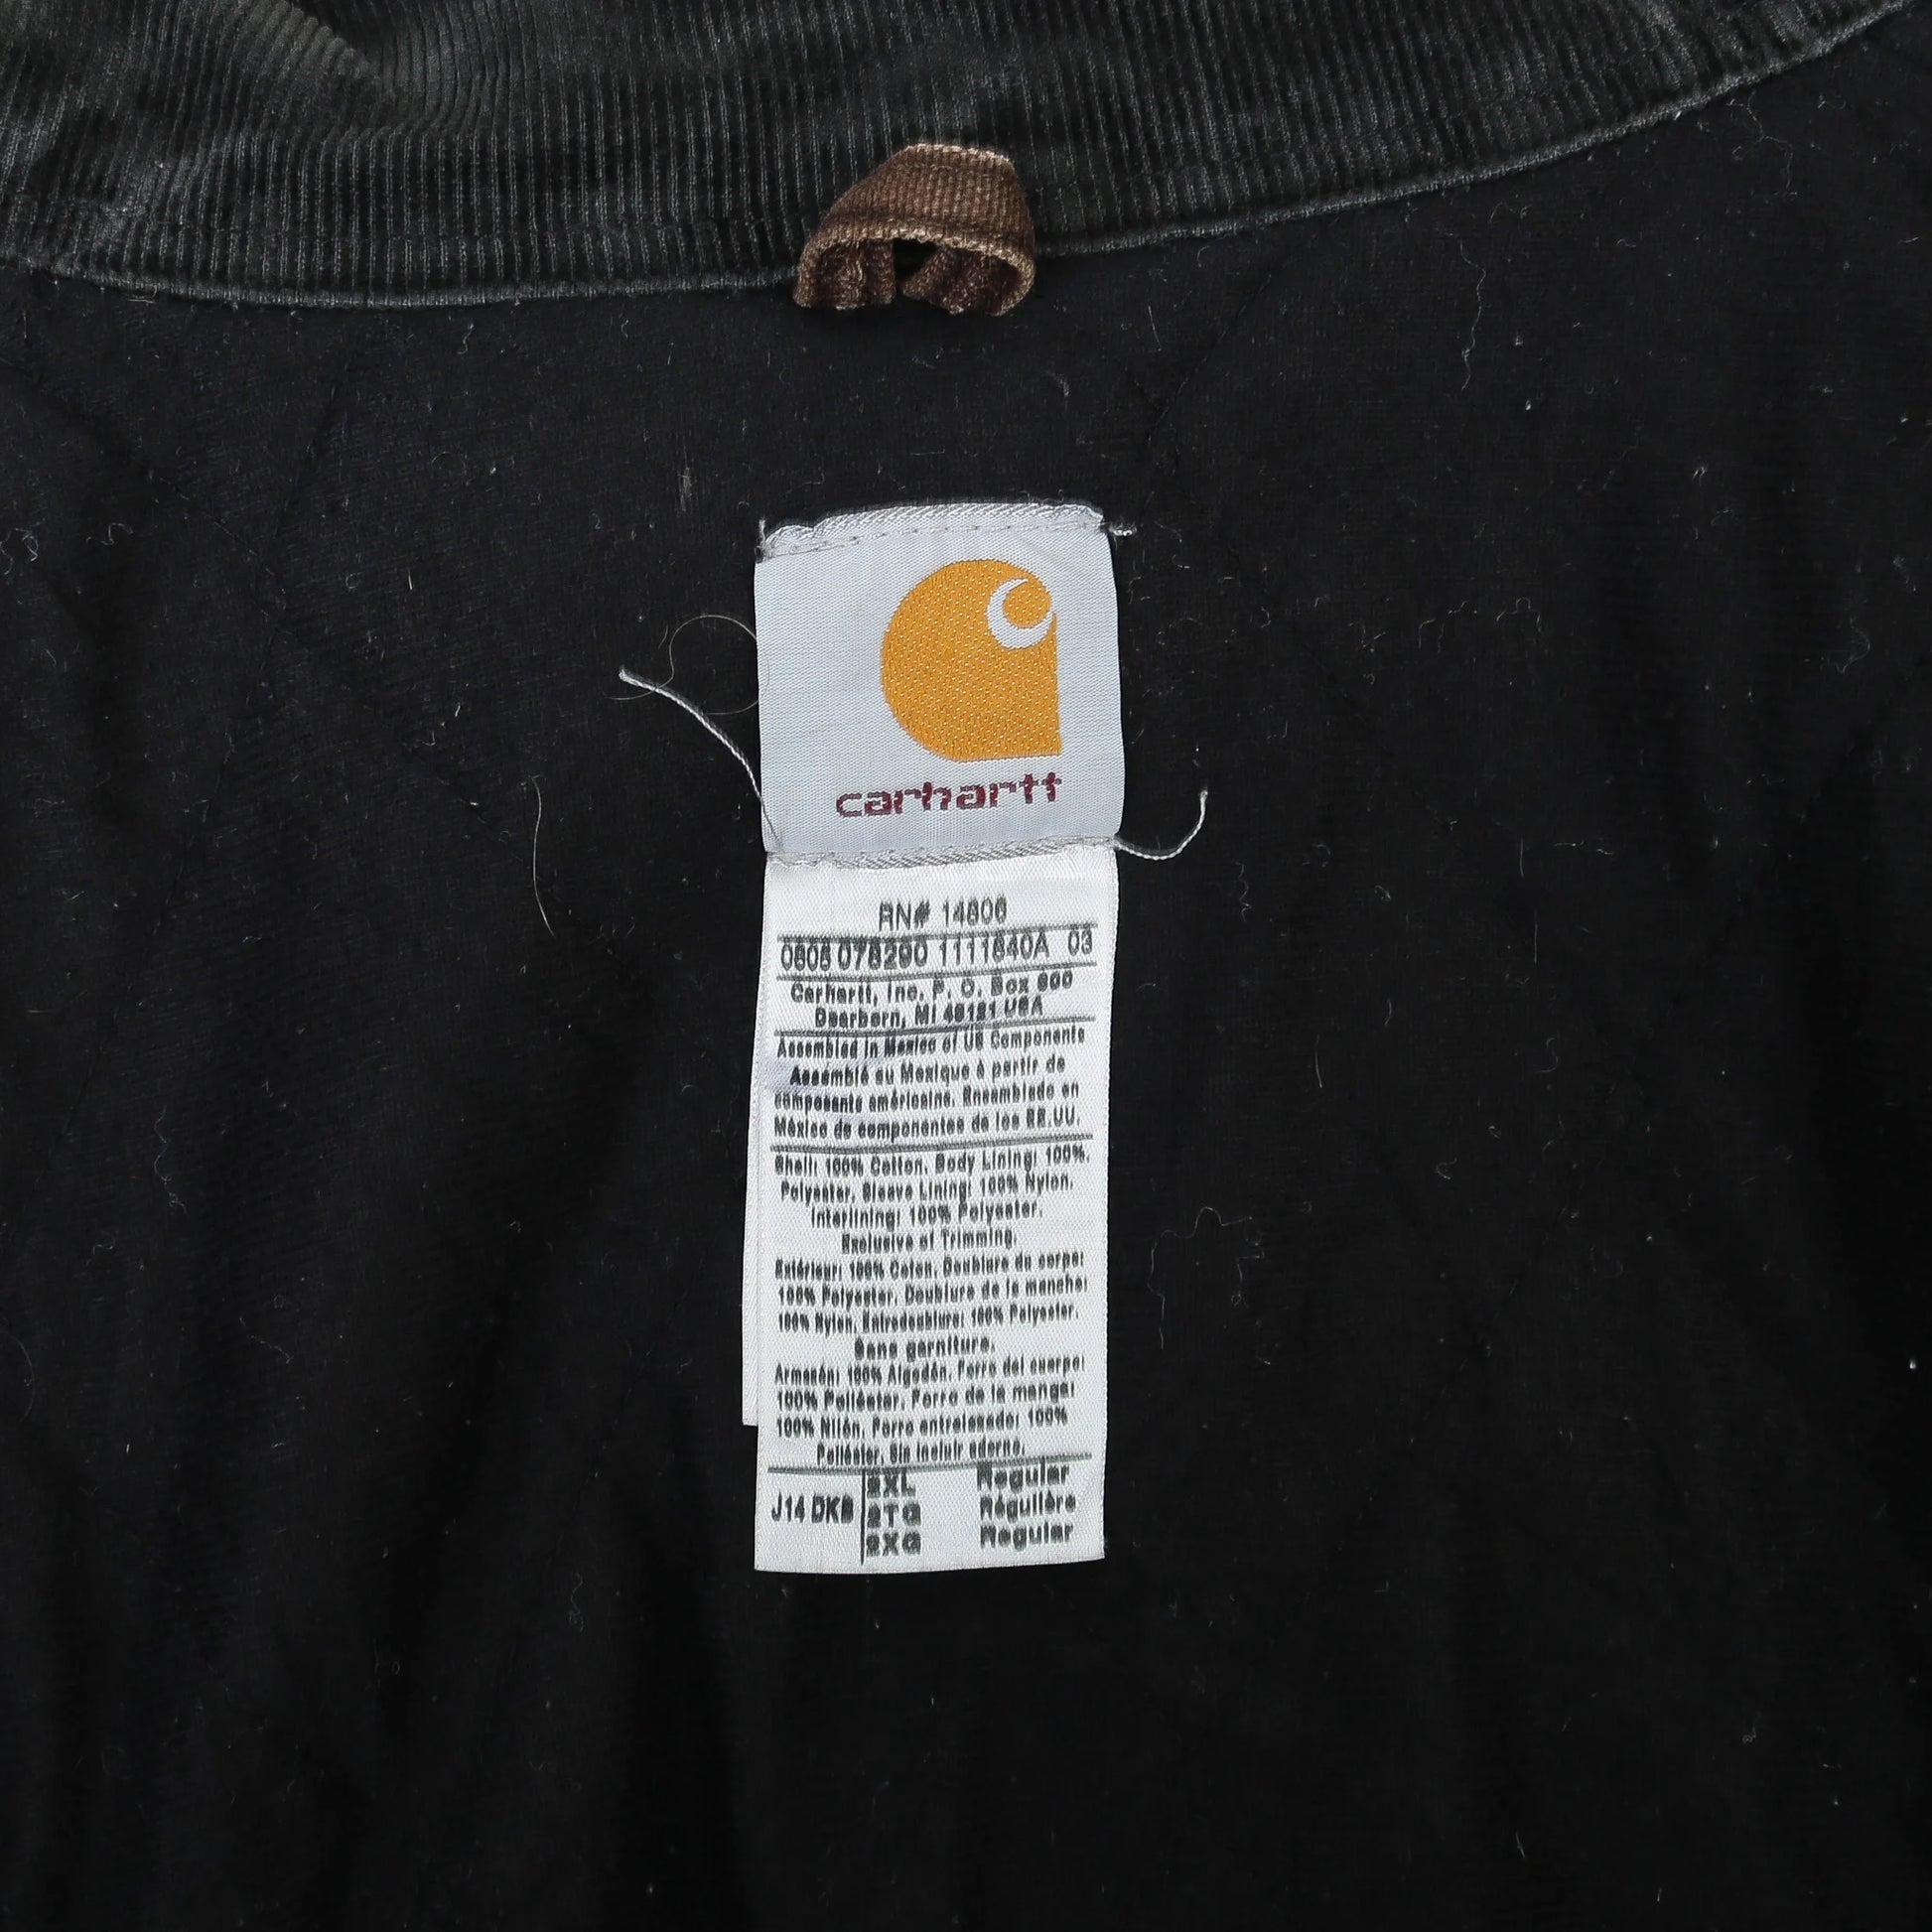 carhartt
RN# 14806
0805 078290 1111640A 03
Carhartt, Inc. P. O. Box 600
Dearborn, MI 48121 USA
Assembled in Mexico of US Components
Assemblé au Mexique à partir de
composants américains. Ensamblado en
México de componentes de los EE.UU.
Shell: 100% Cotton. Body Lining: 100%.
Polyester. Sleeve Lining: 100% Nylon.
Interlining: 100% Polyester.
Exclusive of Trimming.
Extérieur: 100% Coton. Doublure du corps:
100% Polyester. Doublure de la manche:
100% Nylon. Entredoublure: 100% Polyester.
Sans garniture.
Armazón: 100% Algodón. Forro del cuerpo:
100% Poliéster. Forro de la manga:
100% Nilón. Forro entrelazado: 100%
Poliéster. Sin incluir adorno.
J14 DKB
2XL Regular
2TG Régulière
2XG Regular